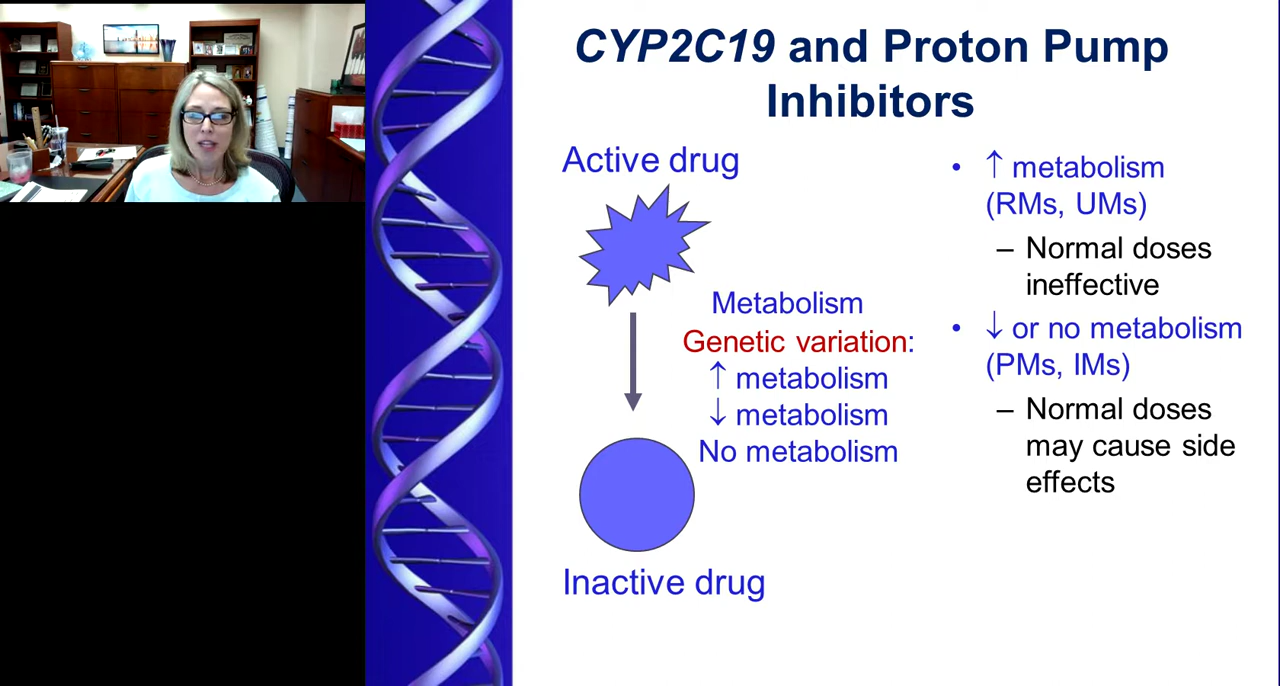 CYP2C19 and Proton Pump
Inhibitors
Active drug
Metabolism
Genetic variation:
↑ metabolism
↓ metabolism
No metabolism
Inactive drug
• ↑ metabolism
(RMs, UMs)
– Normal doses
ineffective
• ↓ or no metabolism
(PMs, IMs)
– Normal doses
may cause side
effects